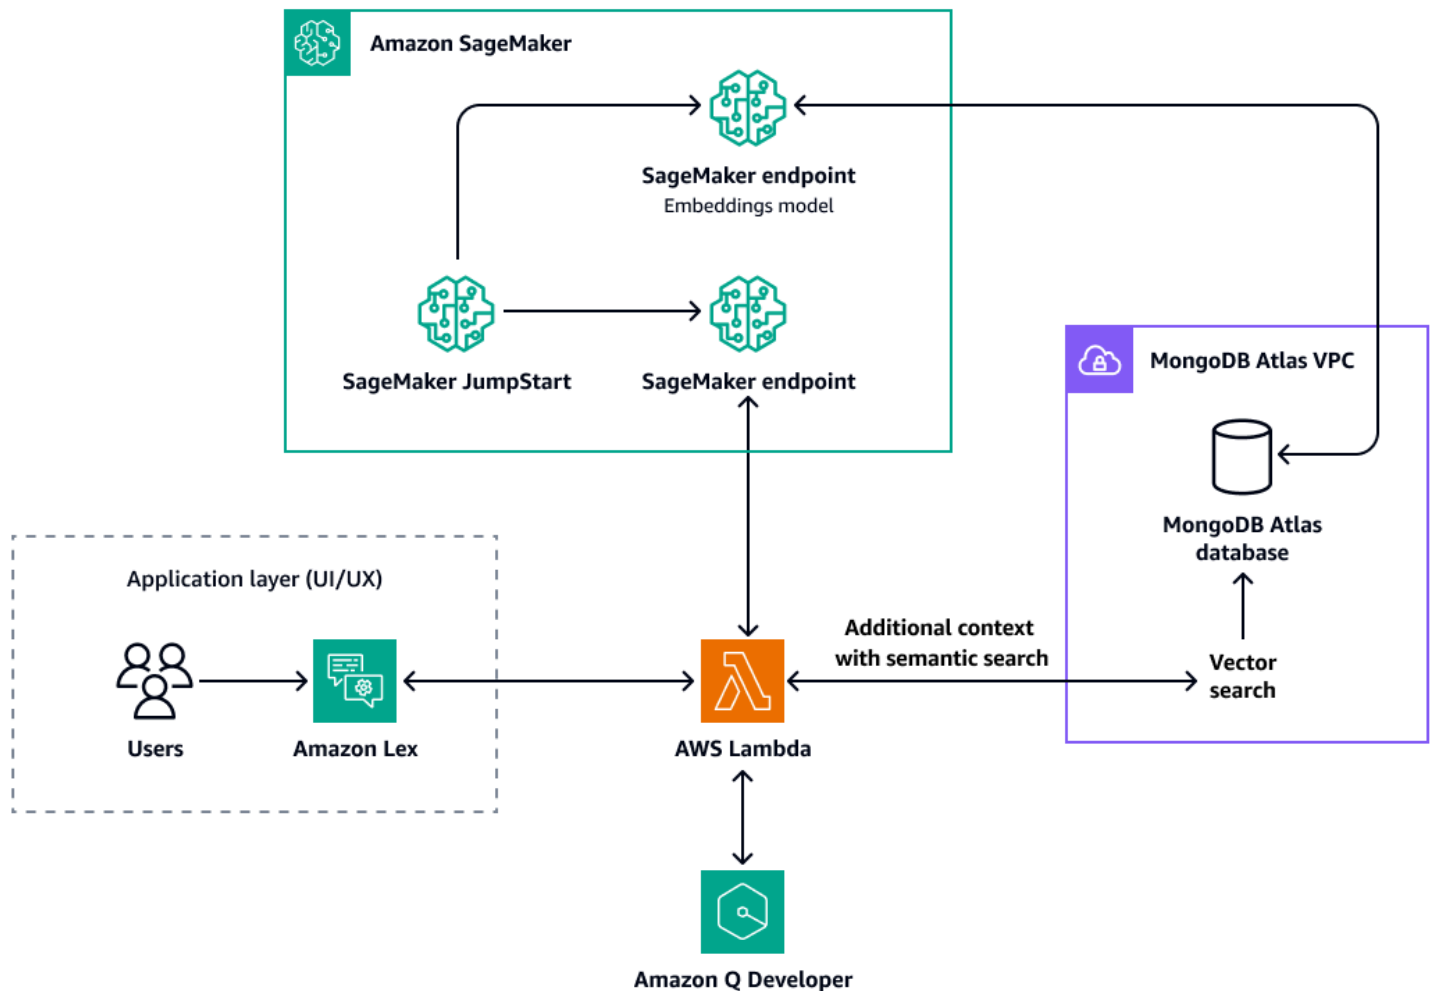 Amazon SageMaker
SageMaker endpoint
Embeddings model
SageMaker JumpStart
SageMaker endpoint
MongoDB Atlas VPC
MongoDB Atlas
database
Application layer (UI/UX)
Additional context
with semantic search
Vector
search
Users
Amazon Lex
AWS Lambda
Amazon Q Developer